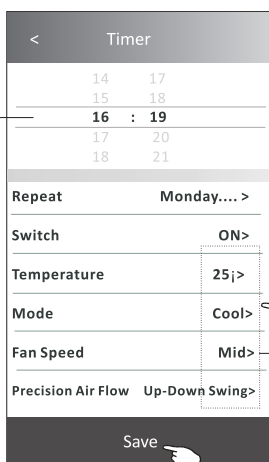 < Timer
14 17
15 18
16 : 19
17 20
18 21
Repeat Monday.... >
Switch ON>
Temperature 25¡>
Mode Cool>
Fan Speed Mid>
Precision Air Flow Up-Down Swing>
Save